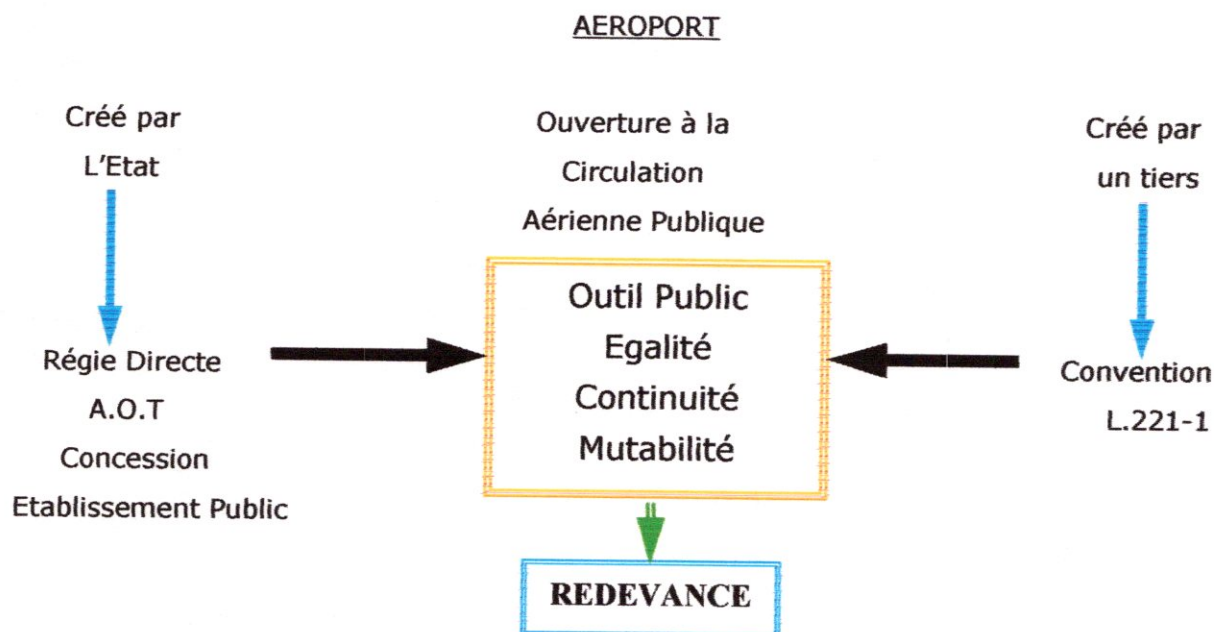 AEROPORT
Créé par
L'Etat
Régie Directe
A.O.T
Concession
Etablissement Public
Ouverture à la
Circulation
Aérienne Publique
Outil Public
Egalité
Continuité
Mutabilité
REDEVANCE
Créé par
un tiers
Convention
L.221-1